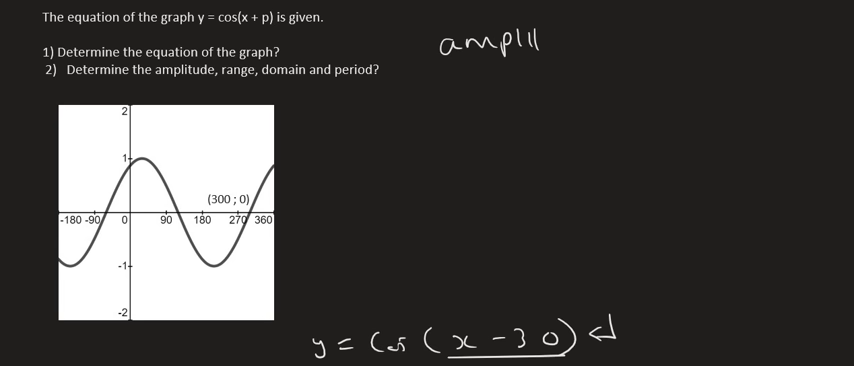 The equation of the graph y = cos(x + p) is given.
1) Determine the equation of the graph?
2) Determine the amplitude, range, domain and period?
2
1
(300 ; 0)
-180 -90 0 90 180 270 360
-1
-2
y = Cos (x - 30)